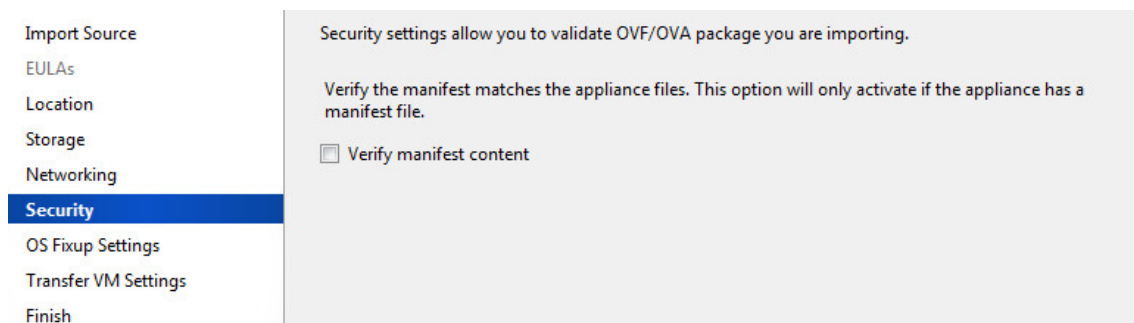 Import Source
EULAs
Location
Storage
Networking
Security
OS Fixup Settings
Transfer VM Settings
Finish
Security settings allow you to validate OVF/OVA package you are importing.
Verify the manifest matches the appliance files. This option will only activate if the appliance has a
manifest file.
Verify manifest content